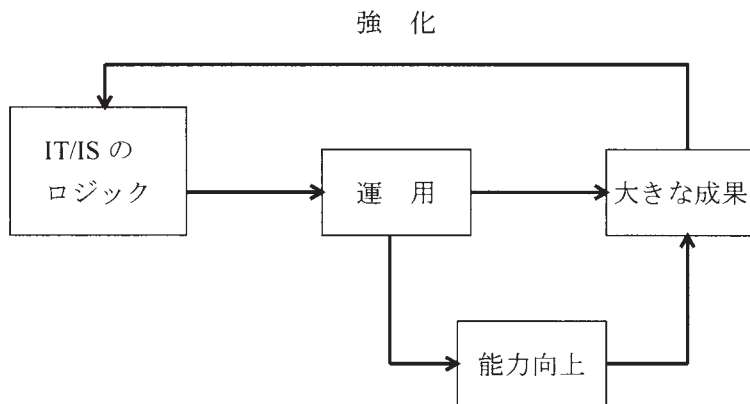 強 化
IT/IS の
ロジック
運 用
大きな成果
能力向上